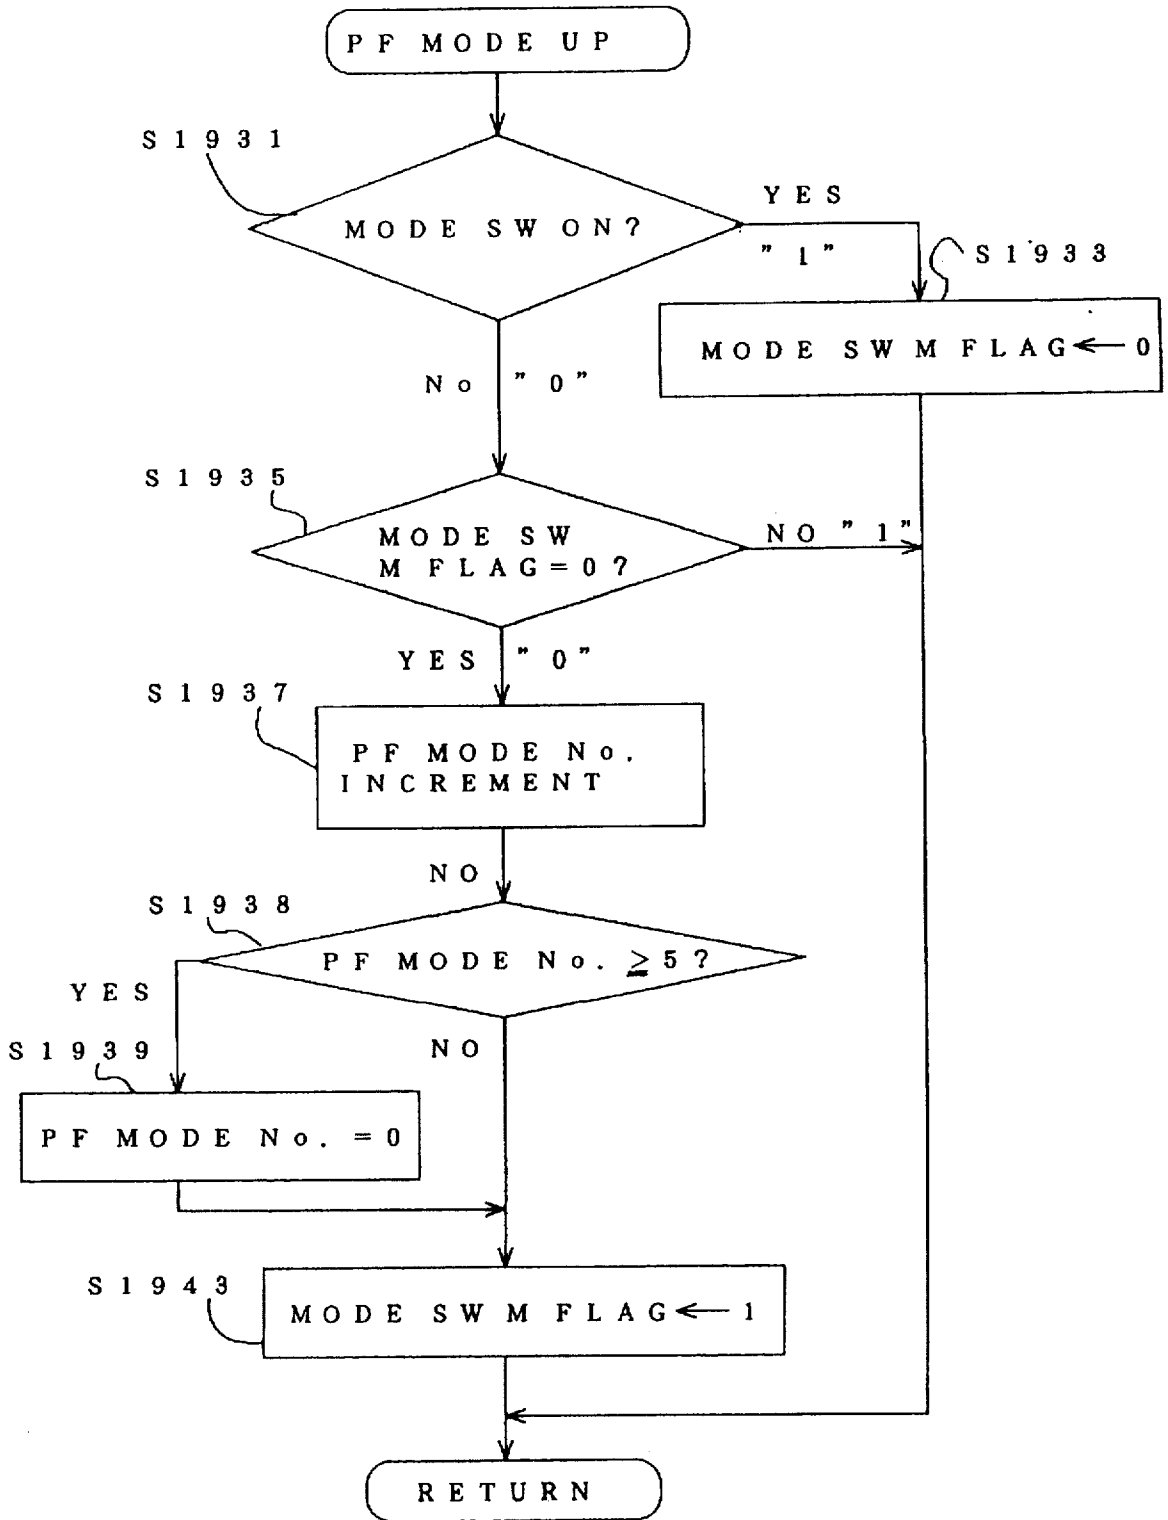 PF MODE UP
S1931
MODE SW ON?
YES
"1"
S1933
MODE SW M FLAG←0
No "0"
S1935
MODE SW
M FLAG=0?
NO "1"
YES "0"
S1937
PF MODE No.
INCREMENT
NO
S1938
PF MODE No. ≧5?
YES
NO
S1939
PF MODE No. =0
S1943
MODE SW M FLAG←1
RETURN